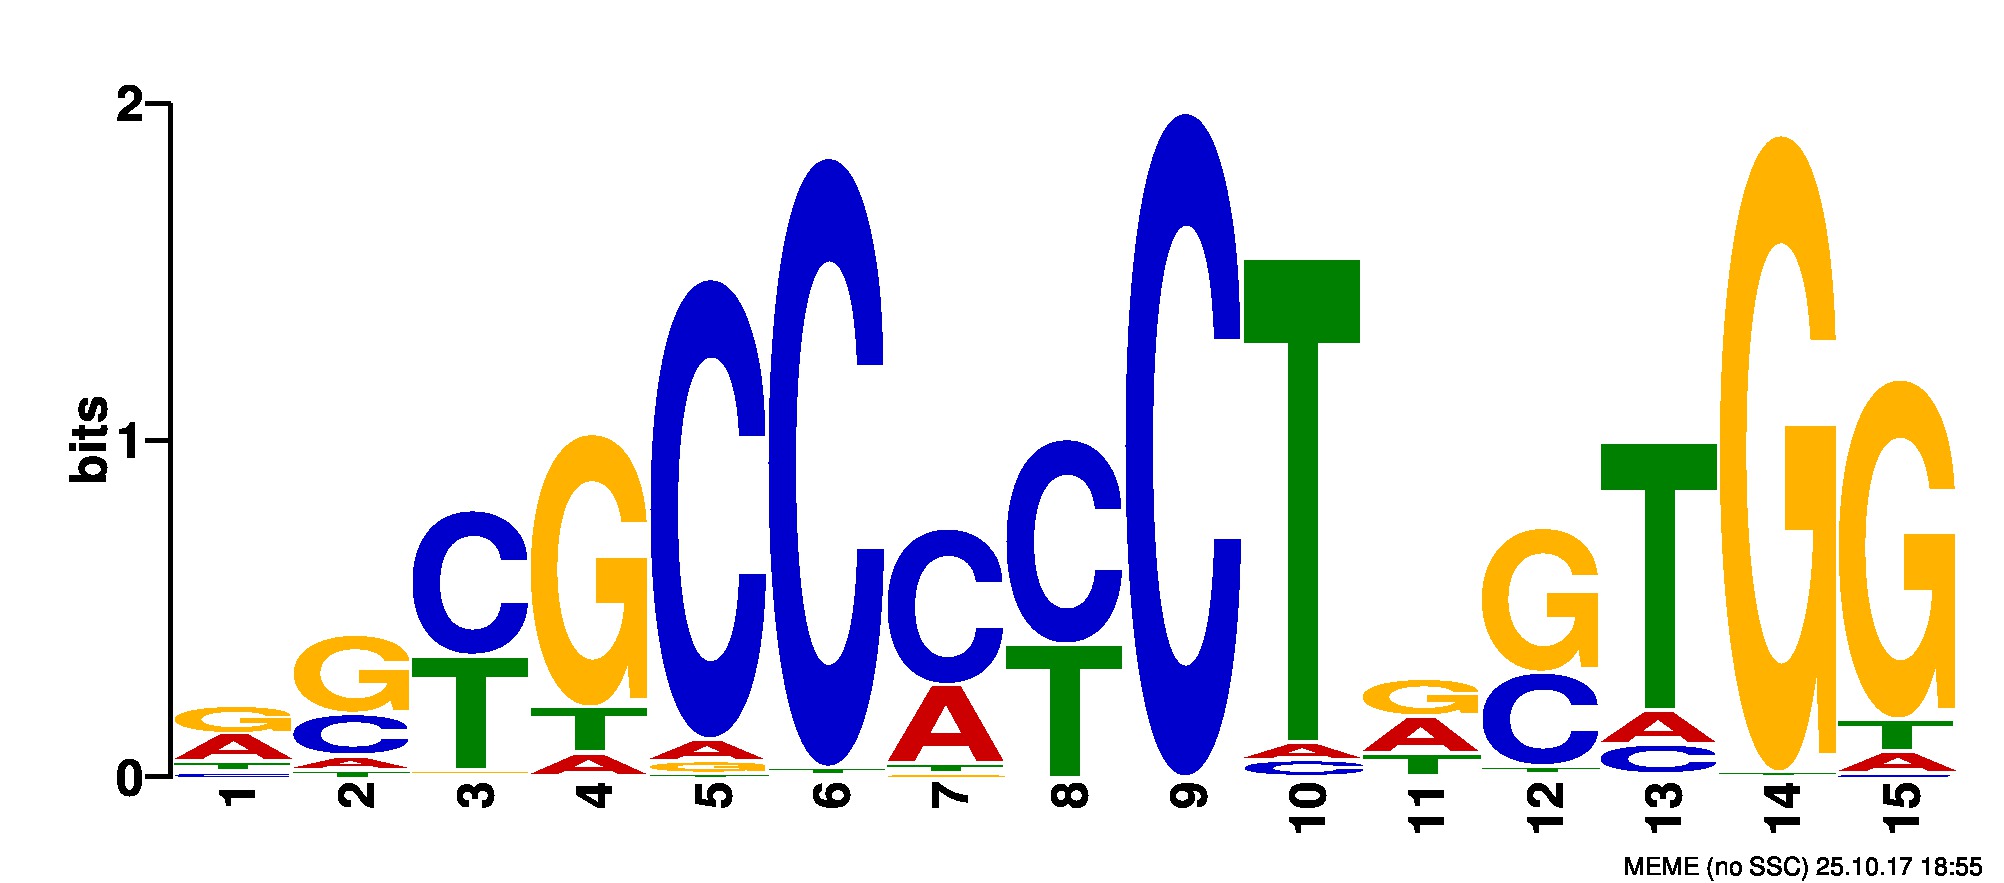 2
1
0
bits
G G C G C C C C C T G G T G G
A C T T A T A T A A C A T T
T A G A G T C T T C A
C T T G C
1 2 3 4 5 6 7 8 9 10 11 12 13 14 15
MEME (no SSC) 25.10.17 18:55